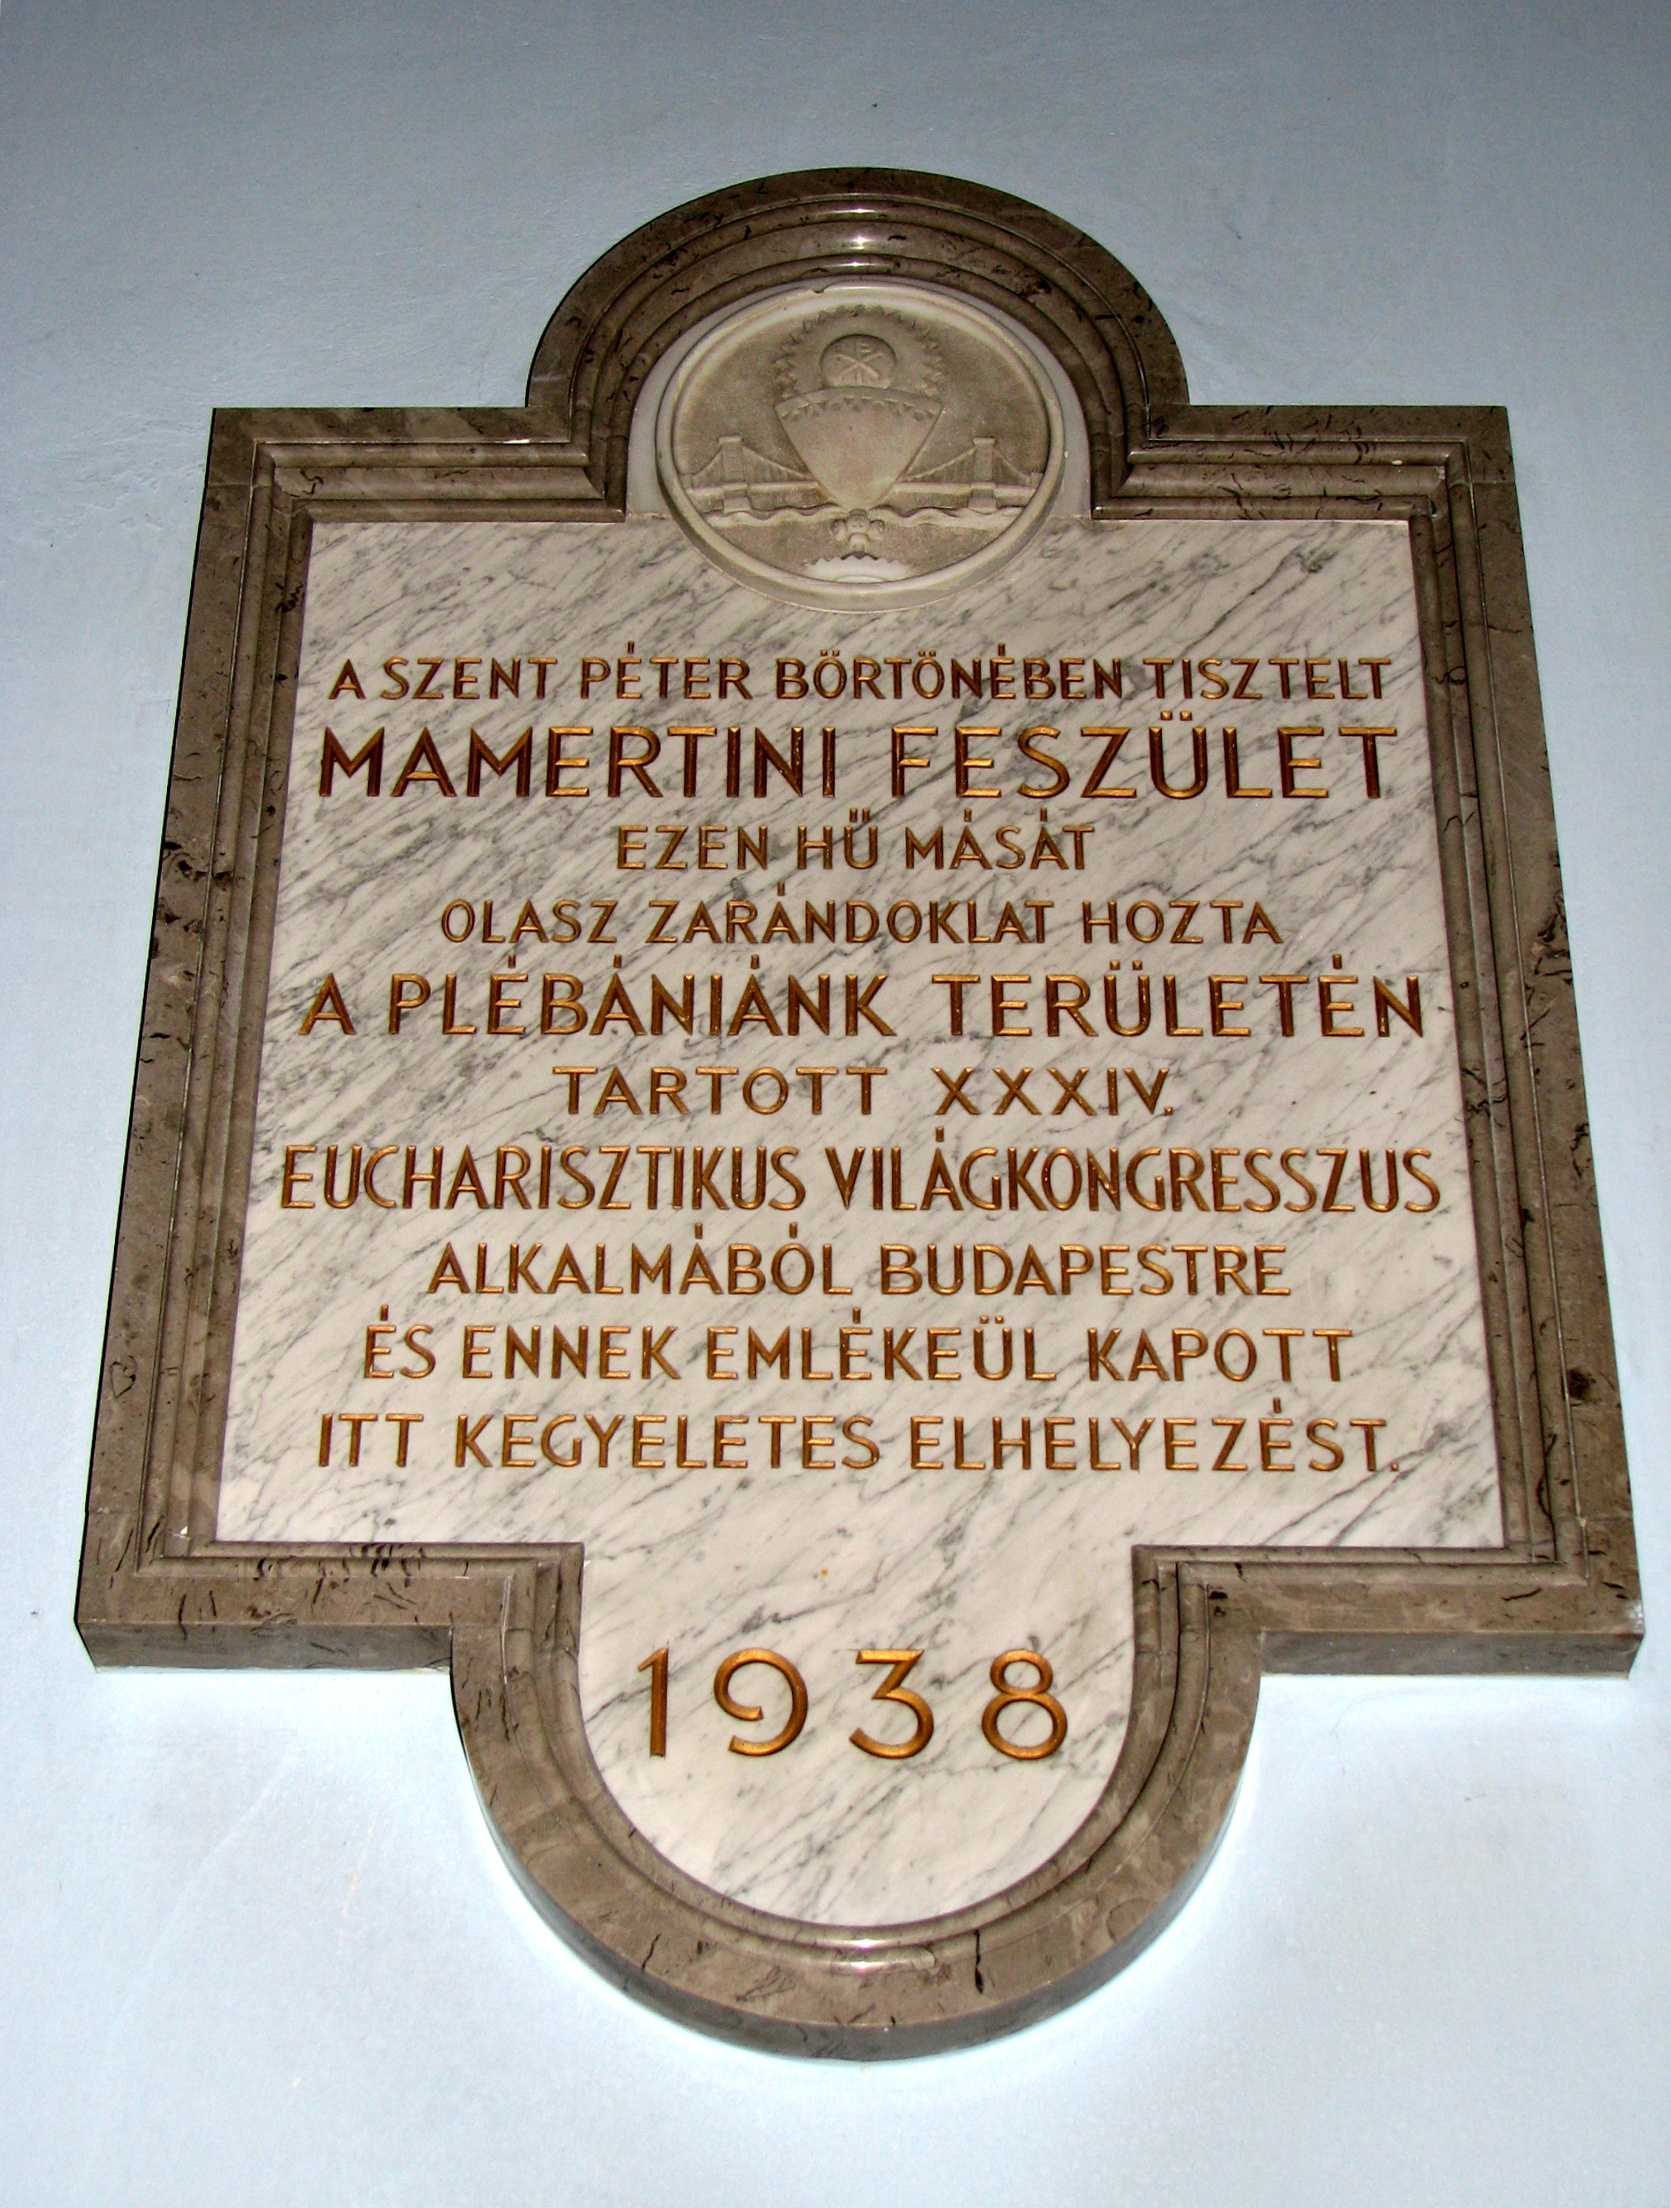 A SZENT PÉTER BÖRTÖNÉBEN TISZTELT
MAMERTINI FESZÜLET
EZEN HŰ MÁSÁT
OLASZ ZARÁNDOKLAT HOZTA
A PLÉBÁNIÁNK TERÜLETÉN
TARTOTT XXXIV.
EUCHARISZTIKUS VILÁGKONGRESSZUS
ALKALMÁBÓL BUDAPESTRE
ÉS ENNEK EMLÉKEÜL KAPOTT
ITT KEGYELETES ELHELYEZÉST.
1938